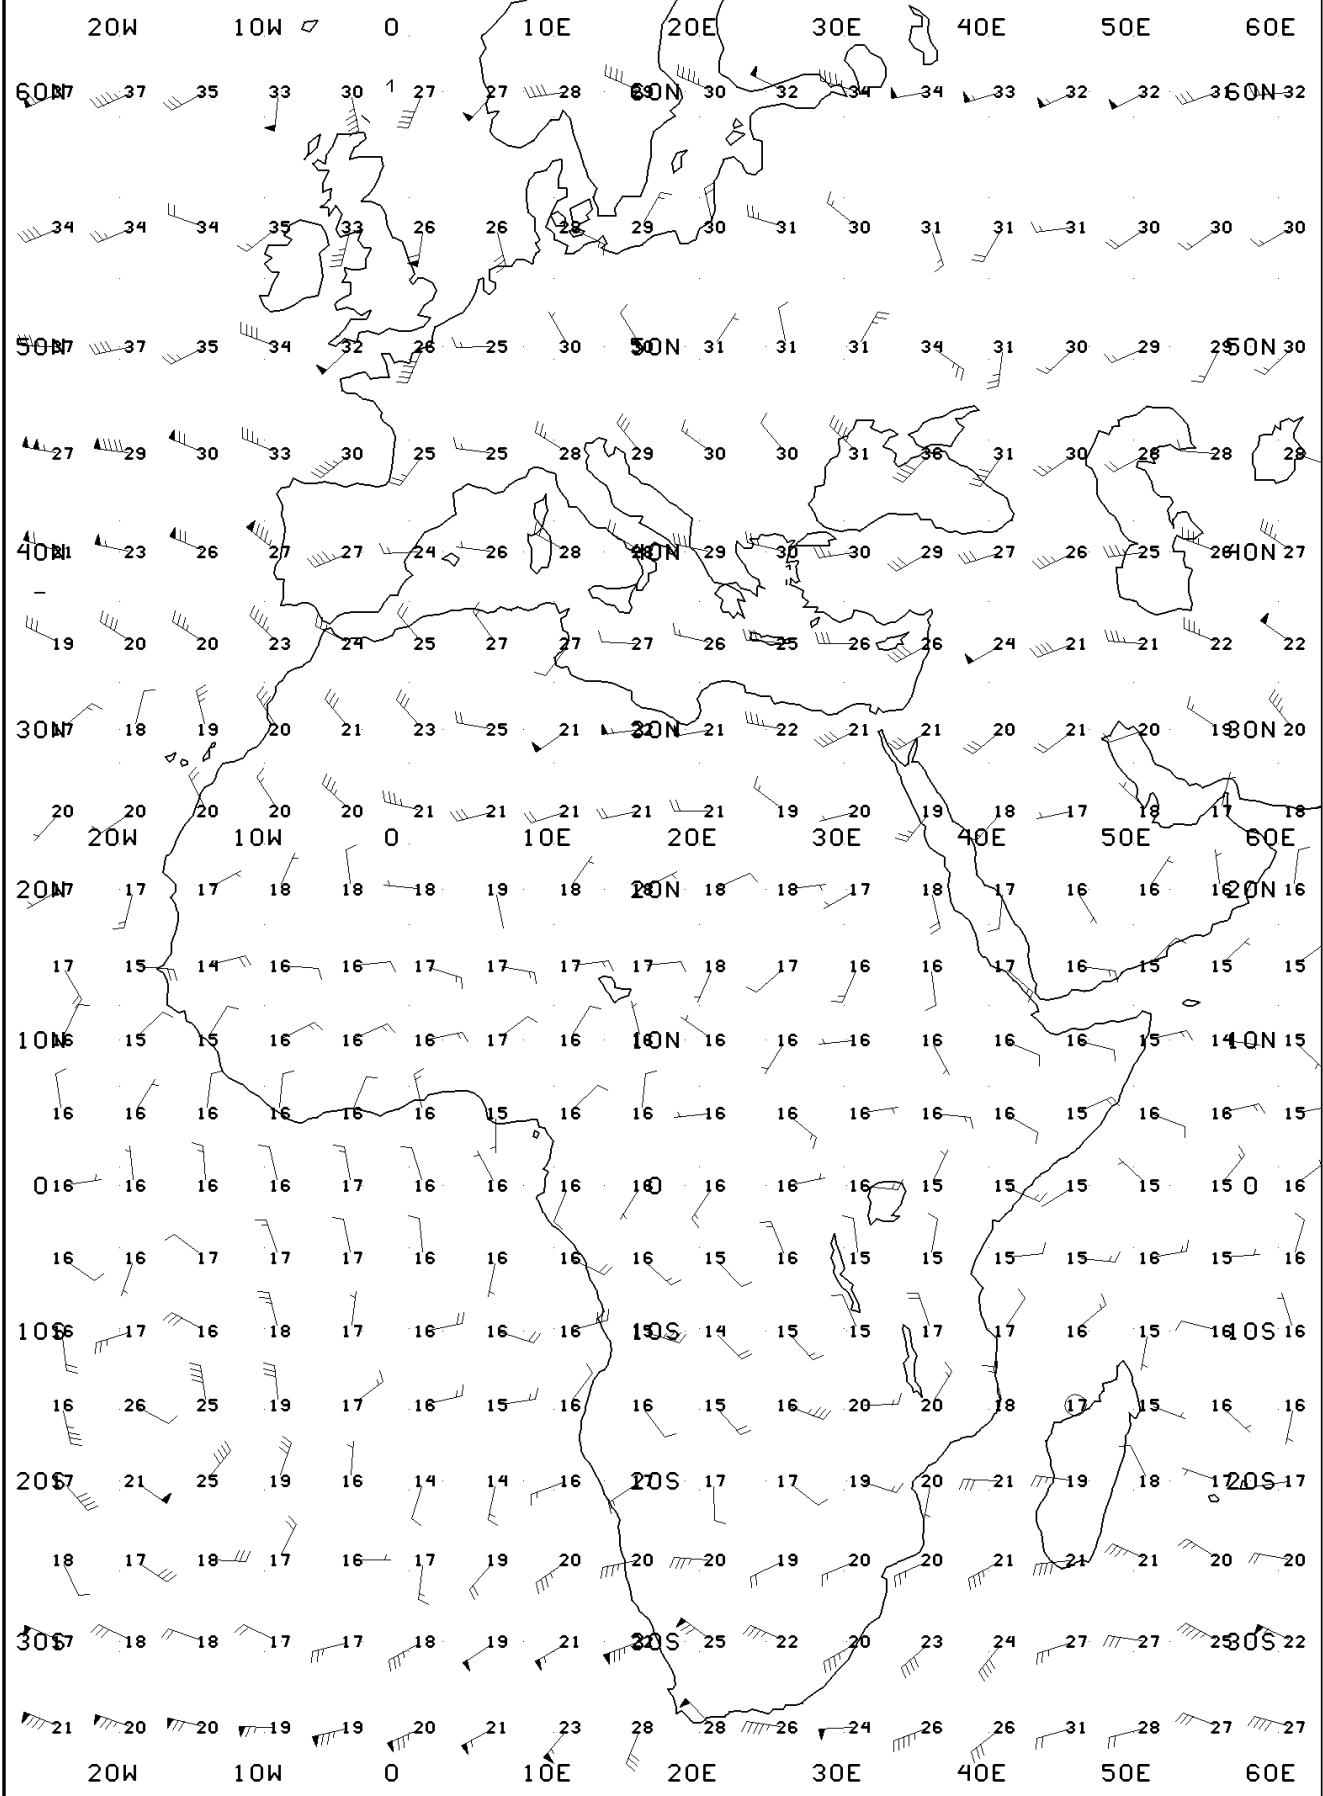 20W 10W 0 10E 20E 30E 40E 50E 60E
60N 37 35 33 30 1 27 27 28 60N 30 32 34 34 33 32 32 31 60N 32
34 34 34 35 33 26 26 28 29 30 31 30 31 31 31 30 30 30
50N 37 35 34 32 26 25 30 50N 31 31 31 34 31 30 29 29 50N 30
27 29 30 33 30 25 25 28 29 30 30 31 36 31 30 28 28 28
40N 23 26 27 27 24 26 28 40N 29 30 30 29 27 26 25 26 40N 27
19 20 20 23 24 25 27 27 27 26 25 26 26 24 21 21 22 22
30N 18 19 20 21 23 25 21 30N 21 22 21 21 20 21 20 19 30N 20
20 20 20 20 20 21 21 21 21 21 19 20 19 18 17 18 17 18
20W 10W 0 10E 20E 30E 40E 50E 60E
20N 17 17 18 18 18 19 18 20N 18 18 17 18 17 16 16 16 20N 16
17 15 14 16 16 17 17 17 17 18 17 16 16 17 16 15 15 15
10N 15 15 16 16 16 17 16 10N 16 16 16 16 16 16 15 14 10N 15
16 16 16 16 16 16 15 16 16 16 16 16 16 16 15 16 16 15
0 16 16 16 16 17 16 16 16 0 16 16 16 15 15 15 15 15 0 16
16 16 17 17 17 16 16 16 16 15 16 15 15 15 15 16 15 16
10S 17 16 18 17 16 16 16 10S 14 15 15 17 17 16 15 16 10S 16
16 26 25 19 17 16 15 16 16 15 16 20 20 18 17 15 16 16
20S 21 25 19 16 14 14 16 20S 17 17 19 20 21 19 18 17 20S 17
18 17 18 17 16 17 19 20 20 20 19 20 20 21 21 21 20 20
30S 18 18 17 17 18 19 21 30S 25 22 20 23 24 27 27 25 30S 22
21 20 20 19 19 20 21 23 28 28 26 24 26 26 31 28 27 27
20W 10W 0 10E 20E 30E 40E 50E 60E